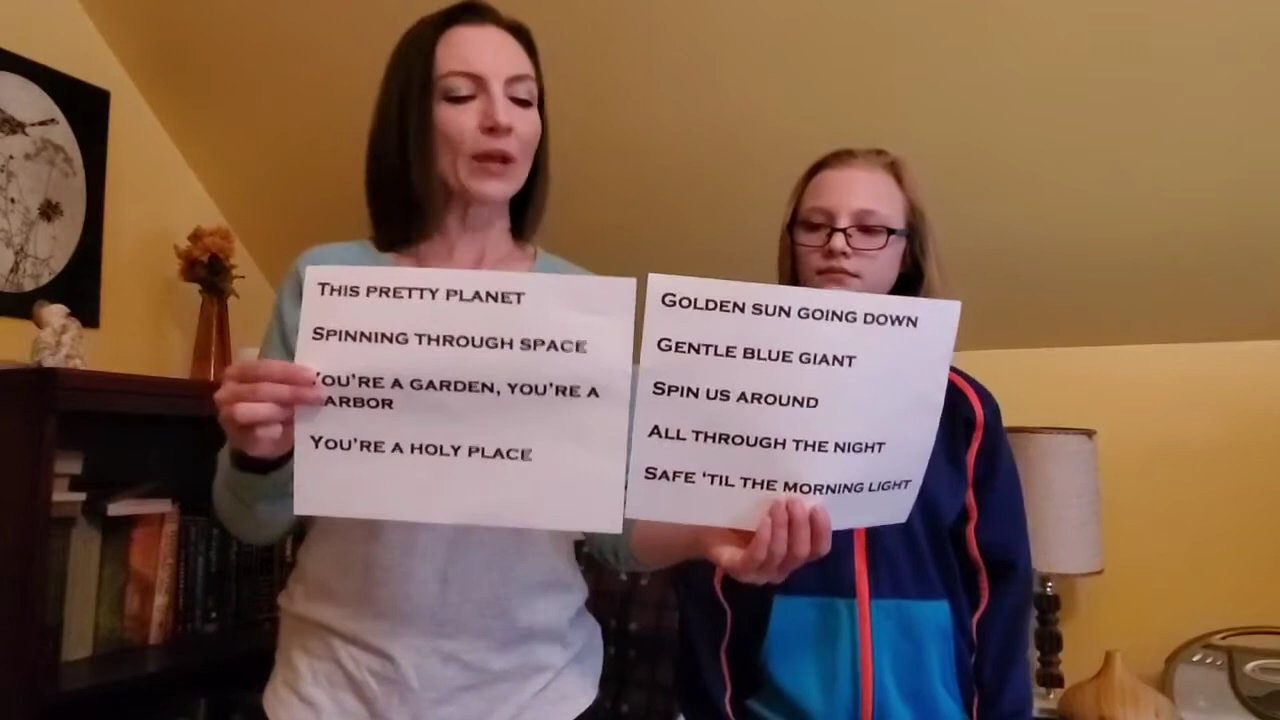 THIS PRETTY PLANET
SPINNING THROUGH SPACE
YOU'RE A GARDEN, YOU'RE A
ARBOR
YOU'RE A HOLY PLACE
GOLDEN SUN GOING DOWN
GENTLE BLUE GIANT
SPIN US AROUND
ALL THROUGH THE NIGHT
SAFE 'TIL THE MORNING LIGHT